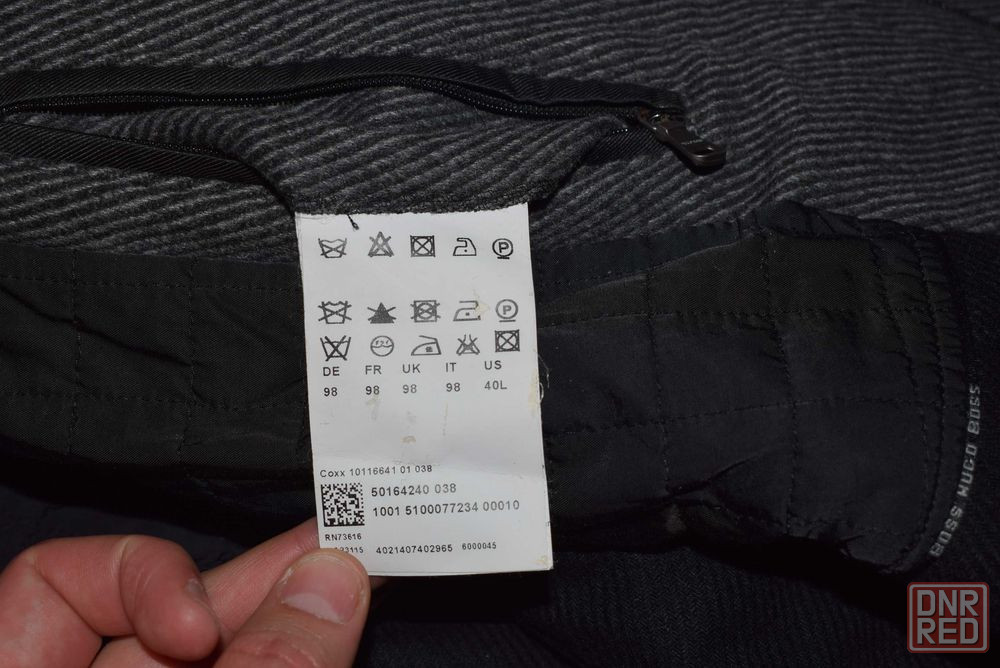 DE FR UK IT US
98 98 98 98 40L
Coxx 10116641 01 038
50164240 038
1001 5100077234 00010
RN73616
23115 4021407402965 6000045
BOSS HUGO BOSS
DNR
RED